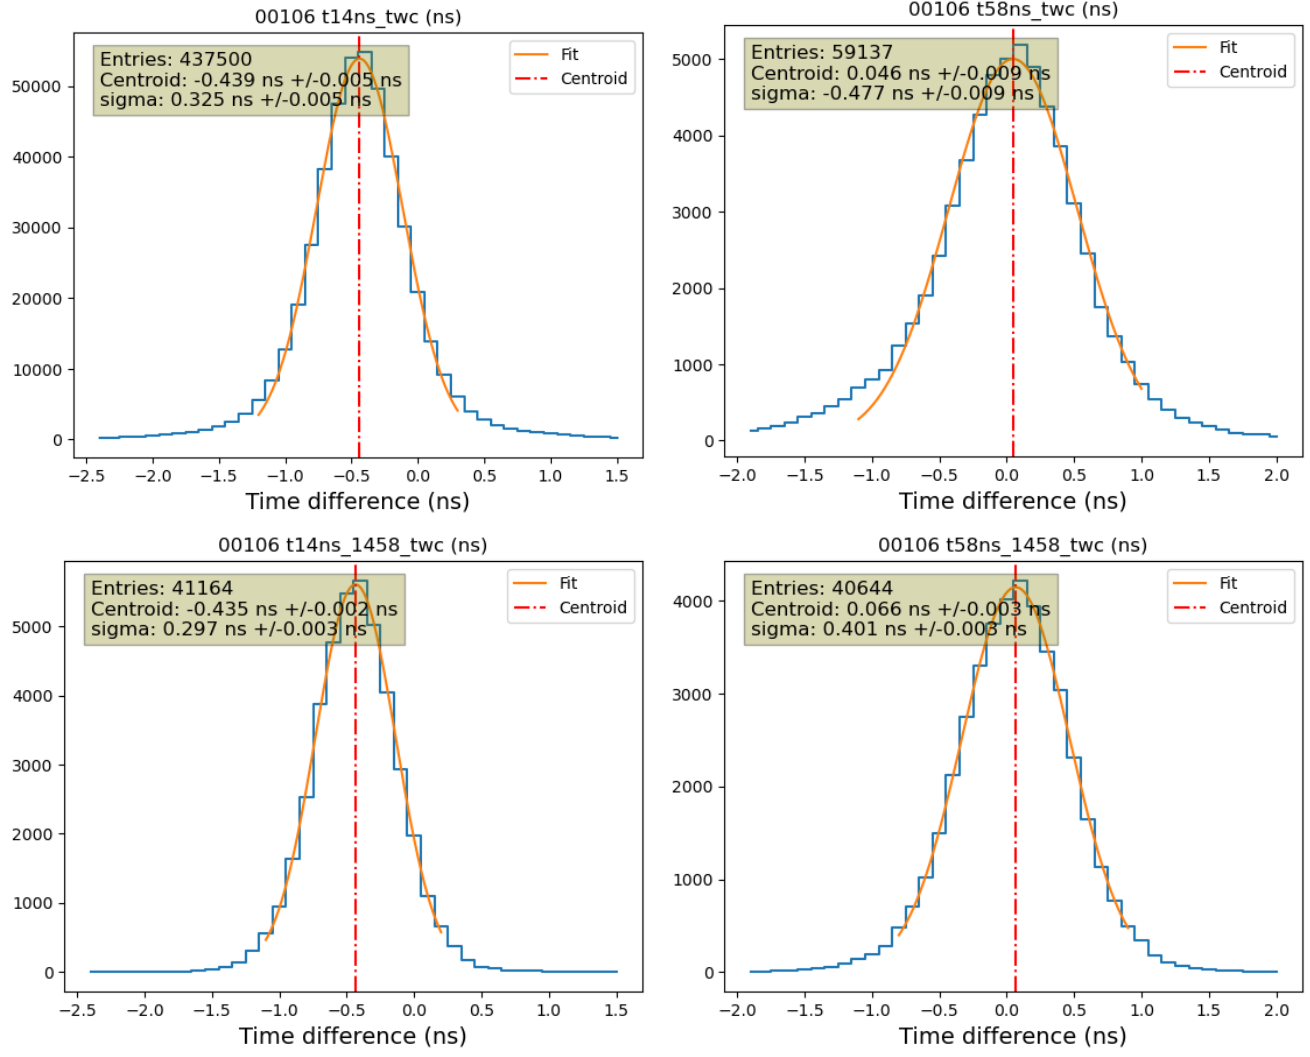 00106 t14ns_twc (ns)
Entries: 437500
Centroid: -0.439 ns +/-0.005 ns
sigma: 0.325 ns +/-0.005 ns
Fit
Centroid
50000
40000
30000
20000
10000
0
−2.5 −2.0 −1.5 −1.0 −0.5 0.0 0.5 1.0 1.5
Time difference (ns)
00106 t58ns_twc (ns)
Entries: 59137
Centroid: 0.046 ns +/-0.009 ns
sigma: -0.477 ns +/-0.009 ns
Fit
Centroid
5000
4000
3000
2000
1000
0
−2.0 −1.5 −1.0 −0.5 0.0 0.5 1.0 1.5 2.0
Time difference (ns)
00106 t14ns_1458_twc (ns)
Entries: 41164
Centroid: -0.435 ns +/-0.002 ns
sigma: 0.297 ns +/-0.003 ns
Fit
Centroid
5000
4000
3000
2000
1000
0
−2.5 −2.0 −1.5 −1.0 −0.5 0.0 0.5 1.0 1.5
Time difference (ns)
00106 t58ns_1458_twc (ns)
Entries: 40644
Centroid: 0.066 ns +/-0.003 ns
sigma: 0.401 ns +/-0.003 ns
Fit
Centroid
4000
3000
2000
1000
0
−2.0 −1.5 −1.0 −0.5 0.0 0.5 1.0 1.5 2.0
Time difference (ns)